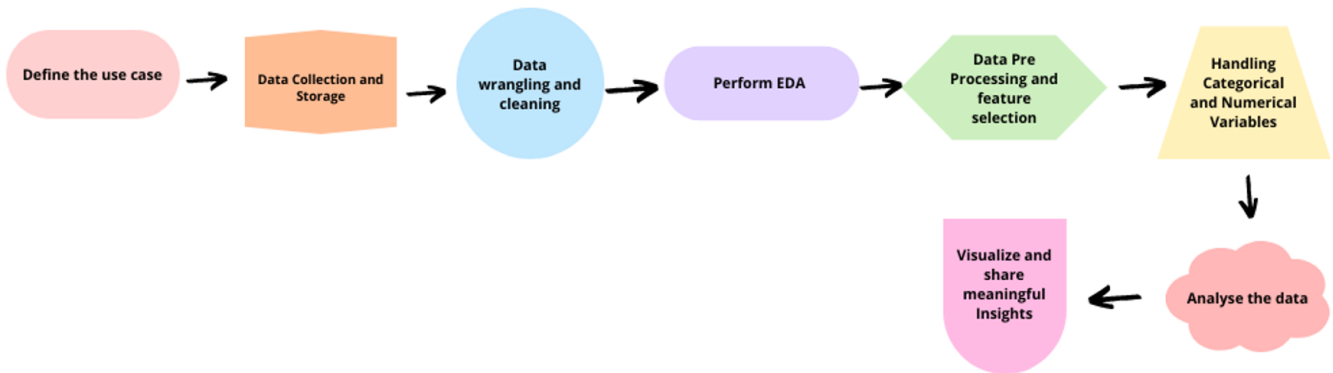 Define the use case
Data Collection and
Storage
Data
wrangling and
cleaning
Perform EDA
Data Pre
Processing and
feature
selection
Handling
Categorical
and Numerical
Variables
Analyse the data
Visualize and
share
meaningful
Insights